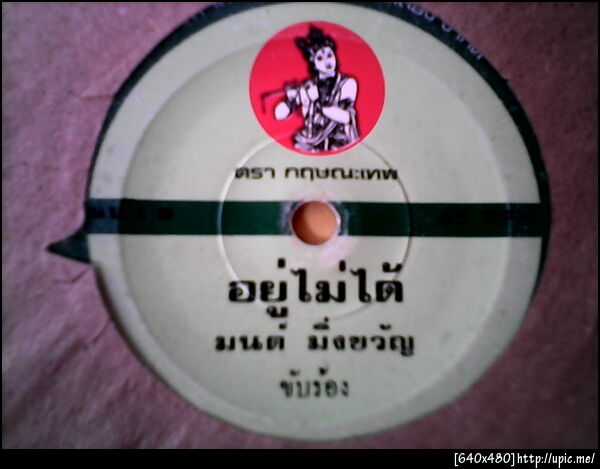 ตรา กฤษณะเทพ
อยู่ไม่ได้
มนต์ มิ่งขวัญ
ขับร้อง
[640x480]http://upic.me/